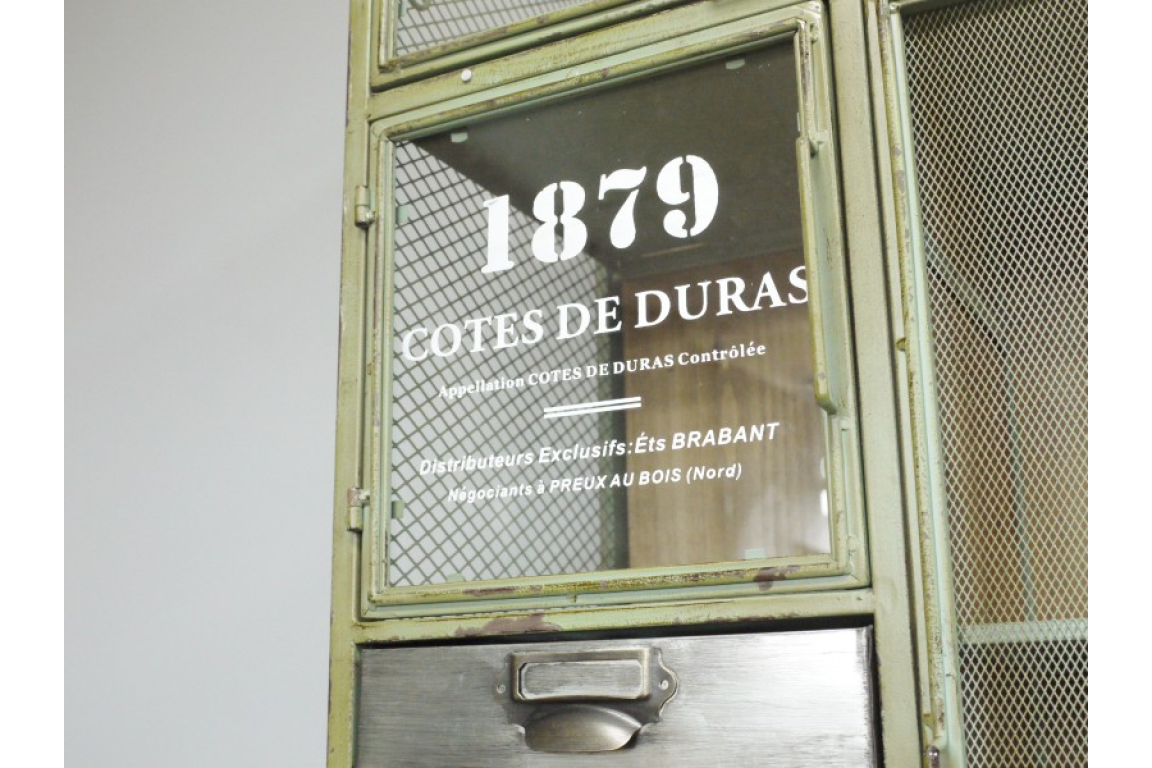 1879
COTES DE DURAS
Appellation COTES DE DURAS Contrôlée
Distributeurs Exclusifs:Éts BRABANT
Négociants à PREUX AU BOIS (Nord)